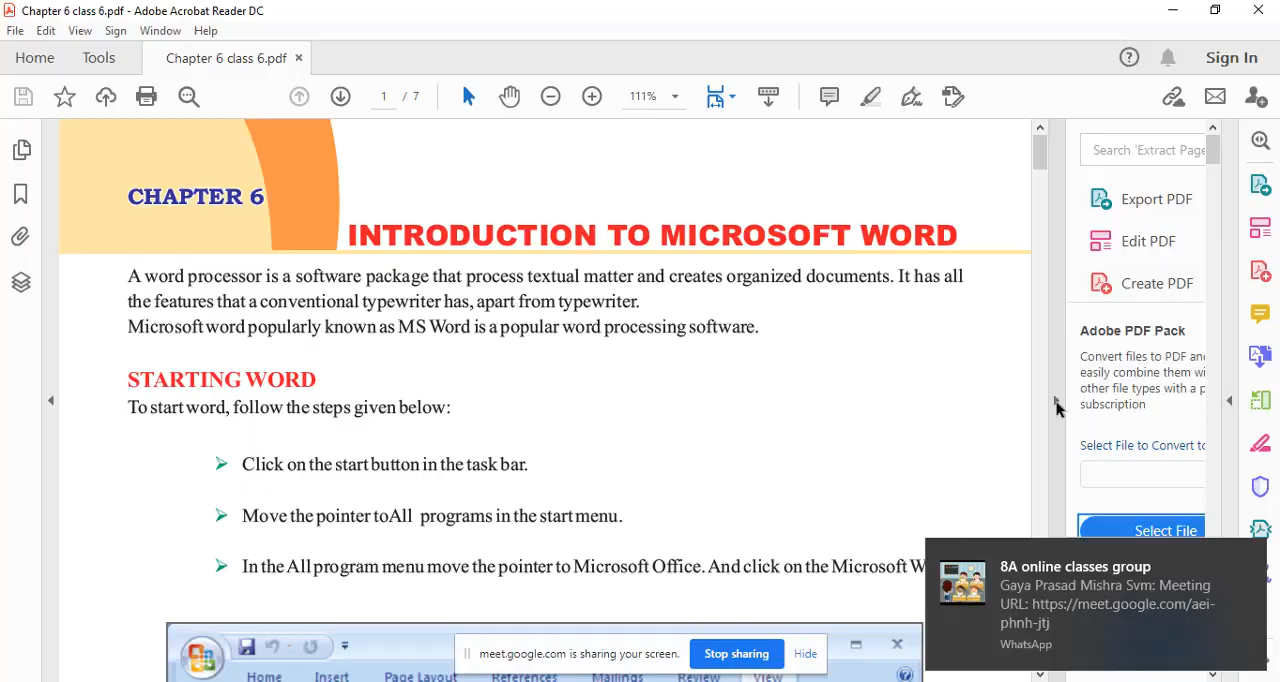 Chapter 6 class 6.pdf - Adobe Acrobat Reader DC
File Edit View Sign Window Help
Home Tools Chapter 6 class 6.pdf × Sign In
1 / 7 111%
CHAPTER 6
INTRODUCTION TO MICROSOFT WORD
A word processor is a software package that process textual matter and creates organized documents. It has all
the features that a conventional typewriter has, apart from typewriter.
Microsoft word popularly known as MS Word is a popular word processing software.
STARTING WORD
To start word, follow the steps given below:
Click on the start button in the task bar.
Move the pointer toAll programs in the start menu.
In the All program menu move the pointer to Microsoft Office. And click on the Microsoft W
Home Insert Page Layout References Mailings Review View
meet.google.com is sharing your screen. Stop sharing Hide
Search 'Extract Page
Export PDF
Edit PDF
Create PDF
Adobe PDF Pack
Convert files to PDF and
easily combine them wi
other file types with a p
subscription
Select File to Convert to
Select File
8A online classes group
Gaya Prasad Mishra Svm: Meeting
URL: https://meet.google.com/aei-
phnh-jtj
WhatsApp